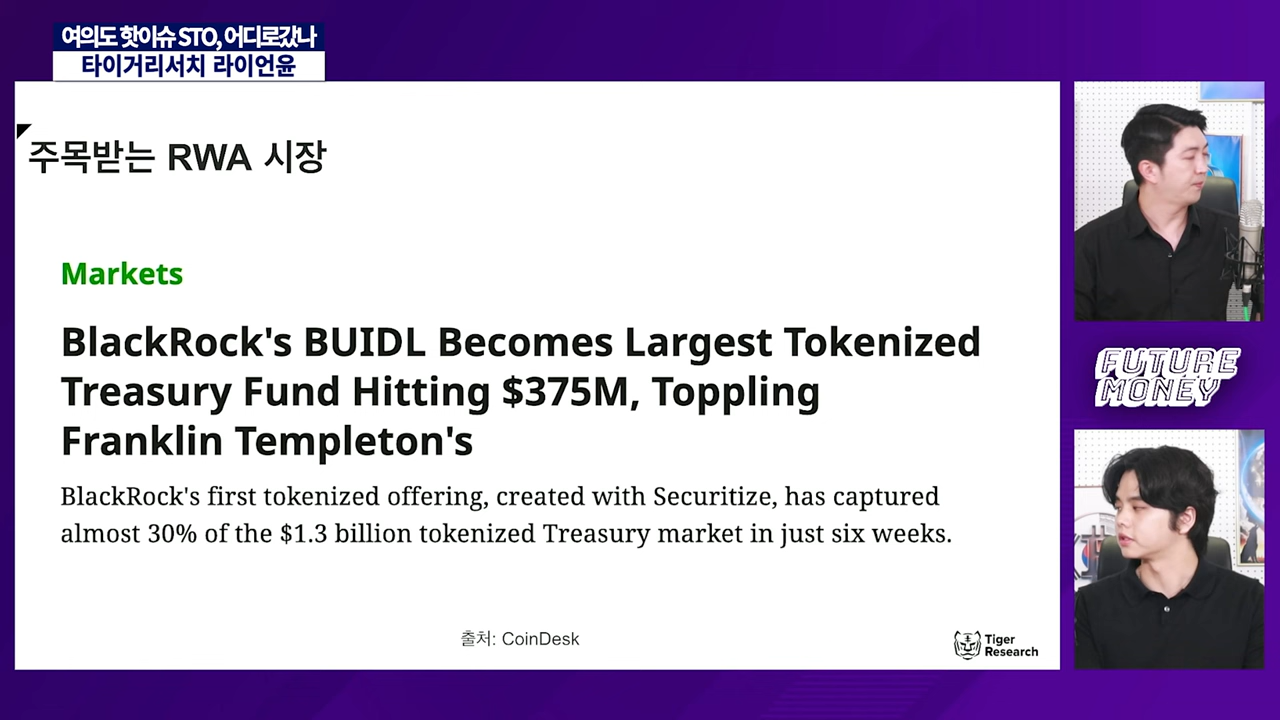 여의도 핫이슈 STO, 어디로갔나
타이거리서치 라이언윤
주목받는 RWA 시장
Markets
BlackRock's BUIDL Becomes Largest Tokenized
Treasury Fund Hitting $375M, Toppling
Franklin Templeton's
BlackRock's first tokenized offering, created with Securitize, has captured
almost 30% of the $1.3 billion tokenized Treasury market in just six weeks.
출처: CoinDesk
Tiger
Research
FUTURE
MONEY